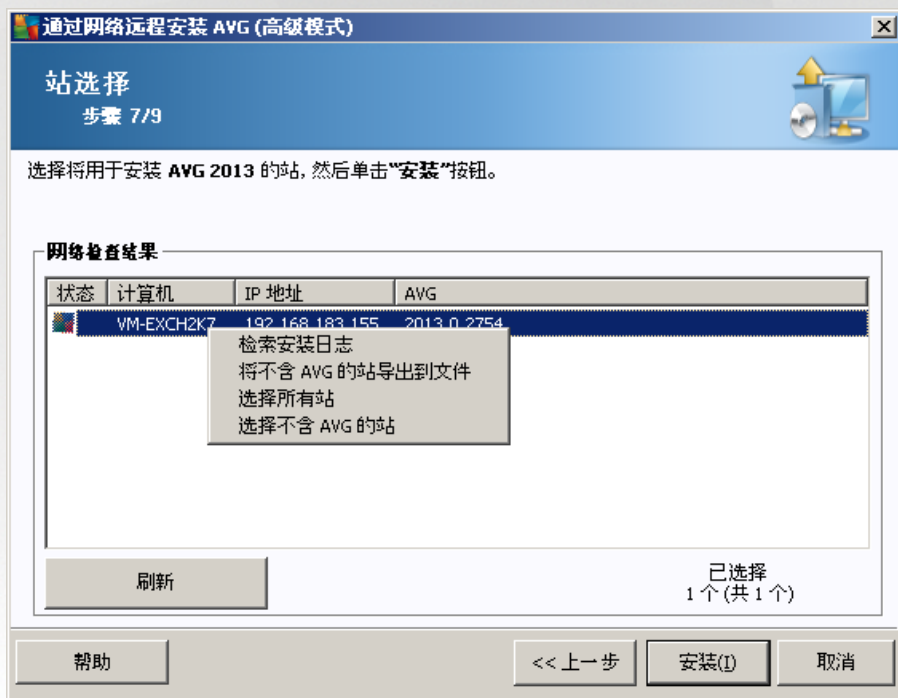 通过网络远程安装 AVG (高级模式)
站选择
步骤 7/9
选择将用于安装 AVG 2013 的站, 然后单击"安装"按钮。
网络检查结果
状态 计算机 IP 地址 AVG
VM-EXCH2K7 192.168.183.155 2013.0.2754
检索安装日志
将不含 AVG 的站导出到文件
选择所有站
选择不含 AVG 的站
刷新
已选择
1 个 (共 1 个)
帮助 << 上一步 安装(I) 取消